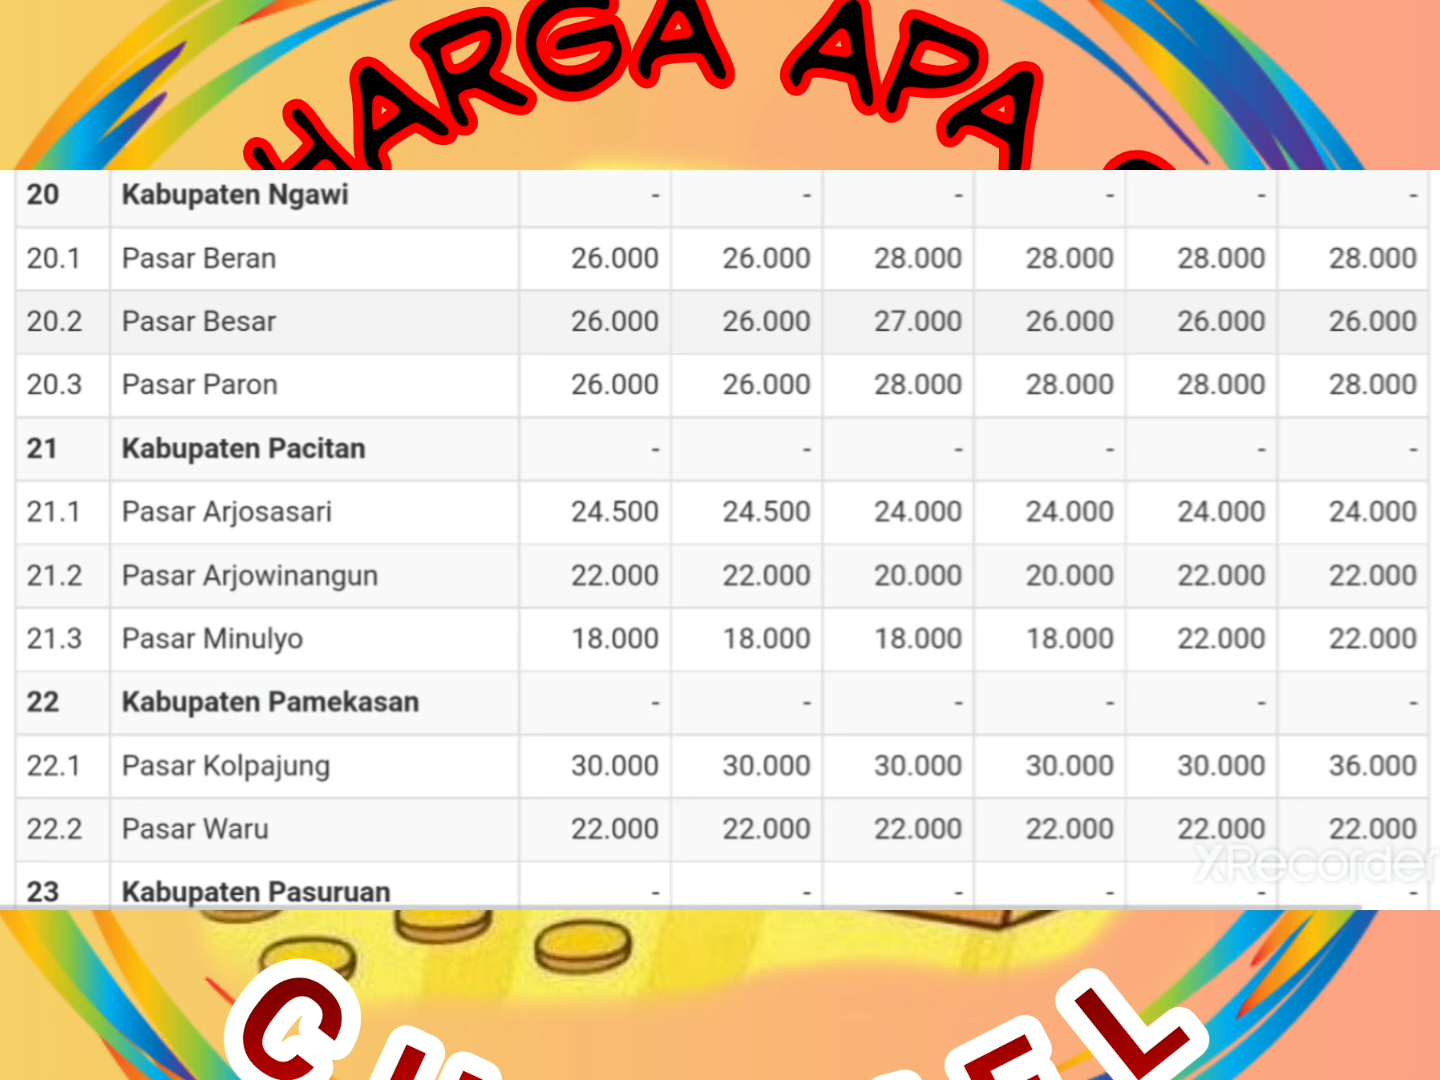 HARGA APA
20 Kabupaten Ngawi - - - - - -
20.1 Pasar Beran 26.000 26.000 28.000 28.000 28.000 28.000
20.2 Pasar Besar 26.000 26.000 27.000 26.000 26.000 26.000
20.3 Pasar Paron 26.000 26.000 28.000 28.000 28.000 28.000
21 Kabupaten Pacitan - - - - - -
21.1 Pasar Arjosasari 24.500 24.500 24.000 24.000 24.000 24.000
21.2 Pasar Arjowinangun 22.000 22.000 20.000 20.000 22.000 22.000
21.3 Pasar Minulyo 18.000 18.000 18.000 18.000 22.000 22.000
22 Kabupaten Pamekasan - - - - - -
22.1 Pasar Kolpajung 30.000 30.000 30.000 30.000 30.000 36.000
22.2 Pasar Waru 22.000 22.000 22.000 22.000 22.000 22.000
XRecorder
23 Kabupaten Pasuruan - - - - - -